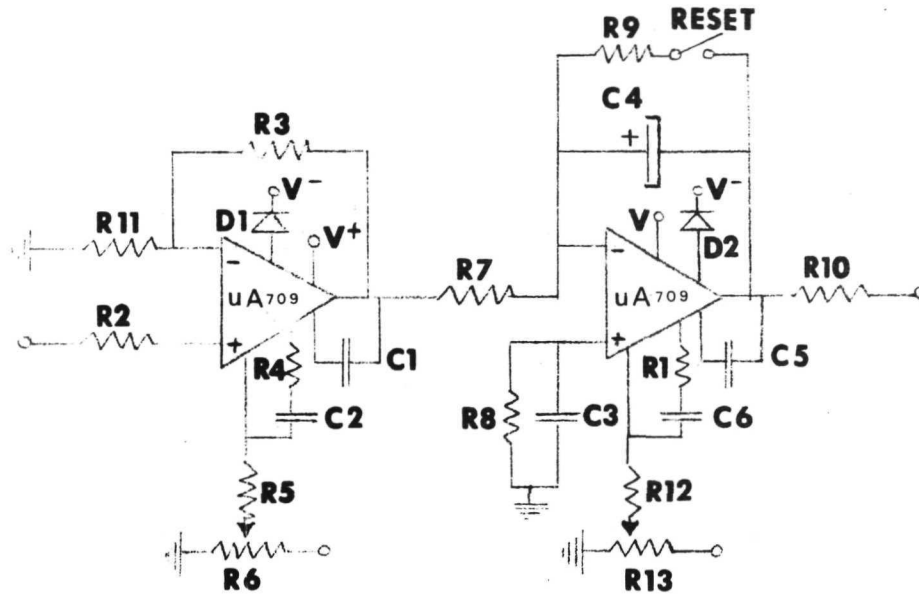 RESET
R9
C4
+
R3
V-
D1
V+
R11
-
uA709
R2
+
R4
C1
C2
R5
R6
R7
V
V-
D2
-
uA709
R10
+
R1
C5
R8
C3
C6
R12
R13